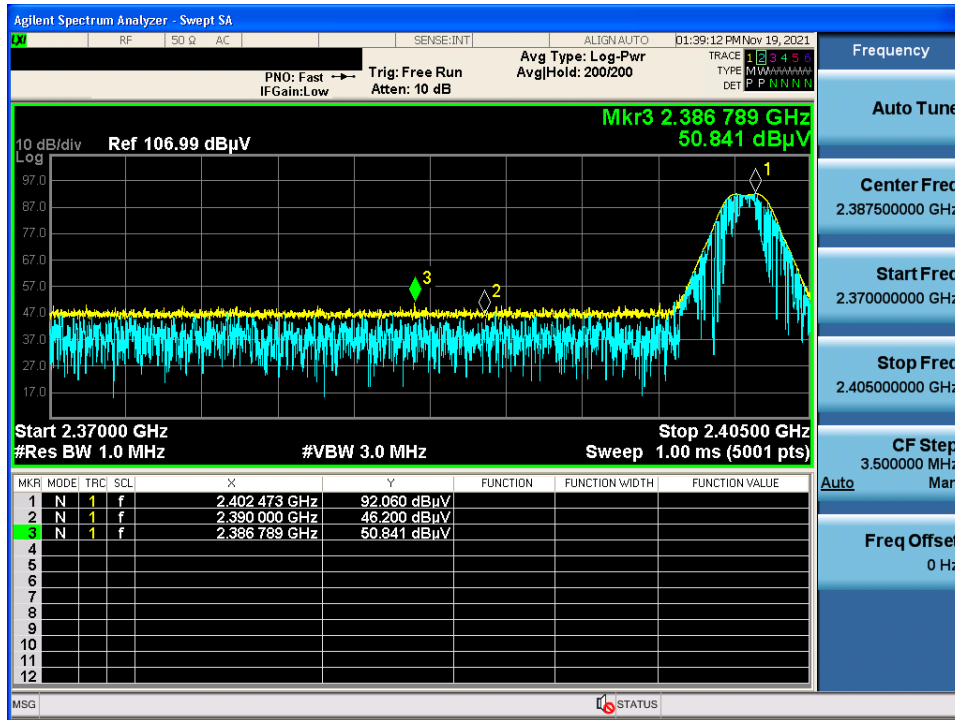 Agilent Spectrum Analyzer - Swept SA
LXI RF 50 Ω AC SENSE:INT ALIGN AUTO 01:39:12 PM Nov 19, 2021
PNO: Fast Trig: Free Run Avg Type: Log-Pwr TRACE 1 2 3 4 5 6
IFGain:Low Atten: 10 dB Avg|Hold: 200/200 TYPE M W W W W W
DET P P N N N N
Mkr3 2.386 789 GHz
50.841 dBµV
10 dB/div Ref 106.99 dBµV
Log
97.0
87.0
77.0
67.0
57.0
47.0
37.0
27.0
17.0
1
3
2
Start 2.37000 GHz Stop 2.40500 GHz
#Res BW 1.0 MHz #VBW 3.0 MHz Sweep 1.00 ms (5001 pts)
MKR MODE TRC SCL X Y FUNCTION FUNCTION WIDTH FUNCTION VALUE
1 N 1 f 2.402 473 GHz 92.060 dBµV
2 N 1 f 2.390 000 GHz 46.200 dBµV
3 N 1 f 2.386 789 GHz 50.841 dBµV
4
5
6
7
8
9
10
11
12
MSG STATUS
Frequency
Auto Tune
Center Freq
2.387500000 GHz
Start Freq
2.370000000 GHz
Stop Freq
2.405000000 GHz
CF Step
3.500000 MHz
Auto Man
Freq Offset
0 Hz